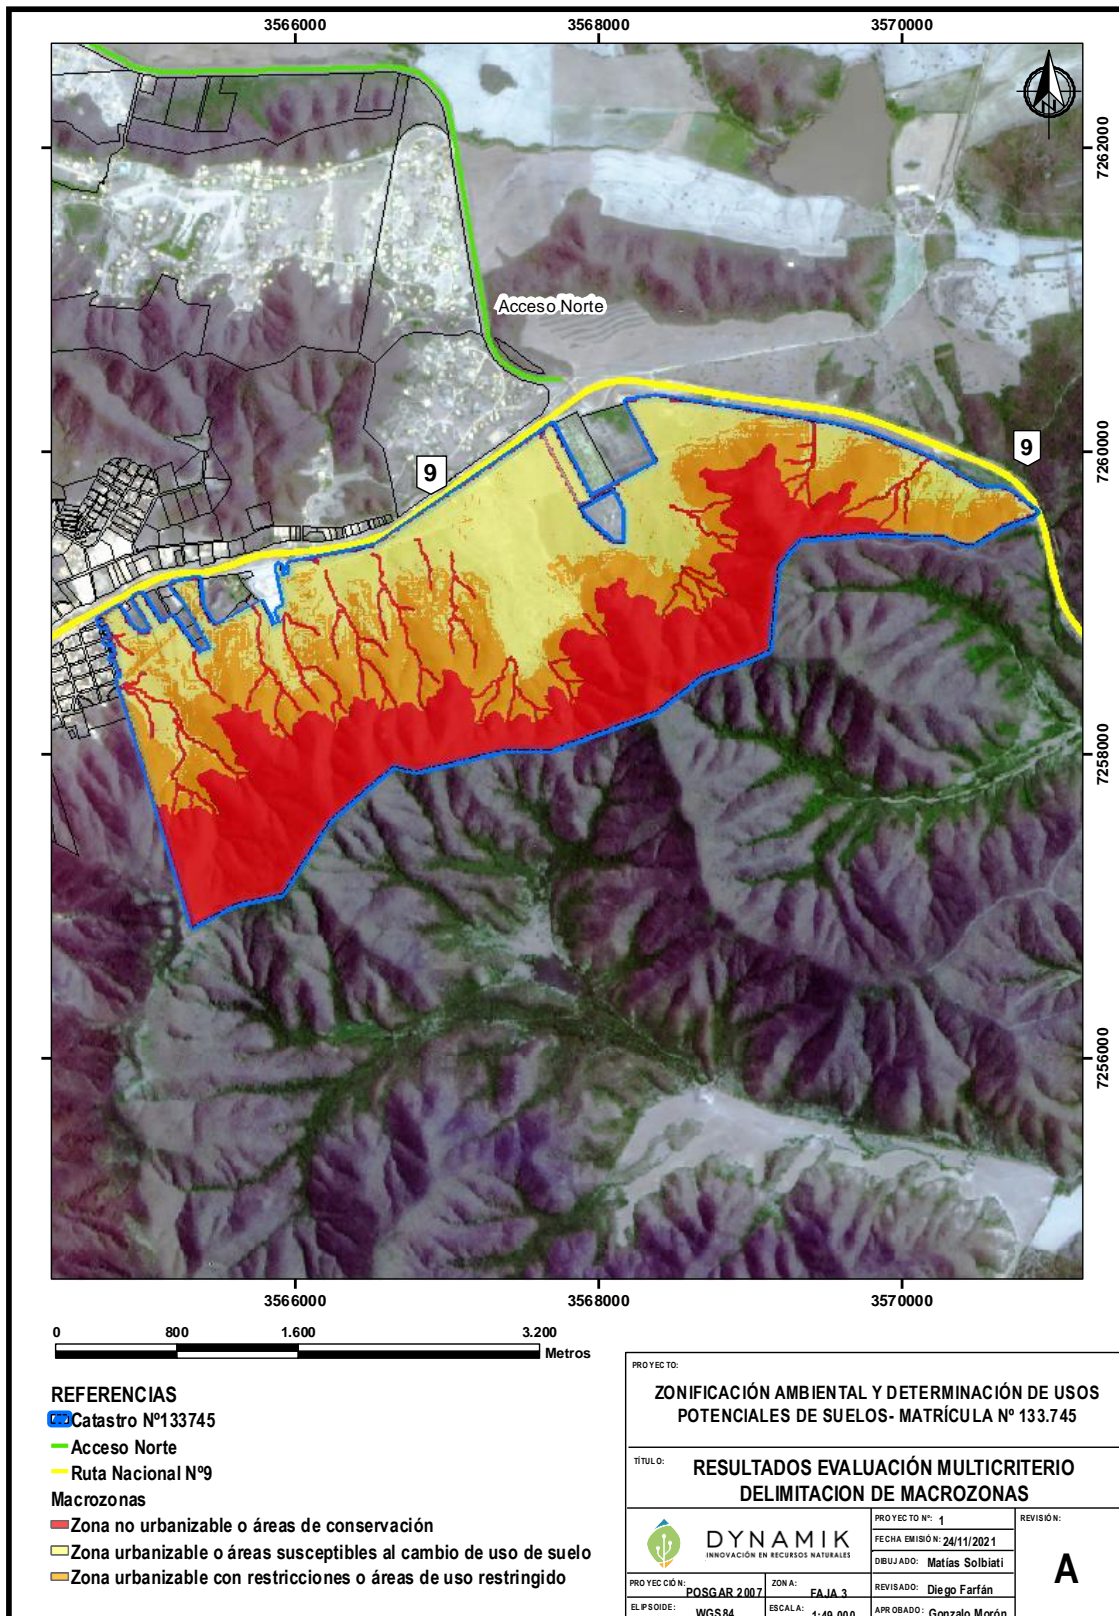 3566000
3568000
3570000
7262000
Acceso Norte
7260000
9
9
7258000
7256000
3566000
3568000
3570000
0
800
1.600
3.200
Metros
REFERENCIAS
Catastro Nº133745
Acceso Norte
Ruta Nacional Nº9
Macrozonas
Zona no urbanizable o áreas de conservación
Zona urbanizable o áreas susceptibles al cambio de uso de suelo
Zona urbanizable con restricciones o áreas de uso restringido
PROYECTO:
ZONIFICACIÓN AMBIENTAL Y DETERMINACIÓN DE USOS
POTENCIALES DE SUELOS- MATRÍCULA Nº 133.745
TÍTULO:
RESULTADOS EVALUACIÓN MULTICRITERIO
DELIMITACION DE MACROZONAS
DYNAMIK
INNOVACIÓN EN RECURSOS NATURALES
PROYECTO Nº: 1
FECHA EMISIÓN: 24/11/2021
DIBUJADO: Matías Solbiati
REVISIÓN:
A
PROYECCIÓN: POSGAR 2007
ZONA: FAJA 3
REVISADO: Diego Farfán
ELIPSOIDE: WGS84
ESCALA: 1:49.000
APROBADO: Gonzalo Morón
N